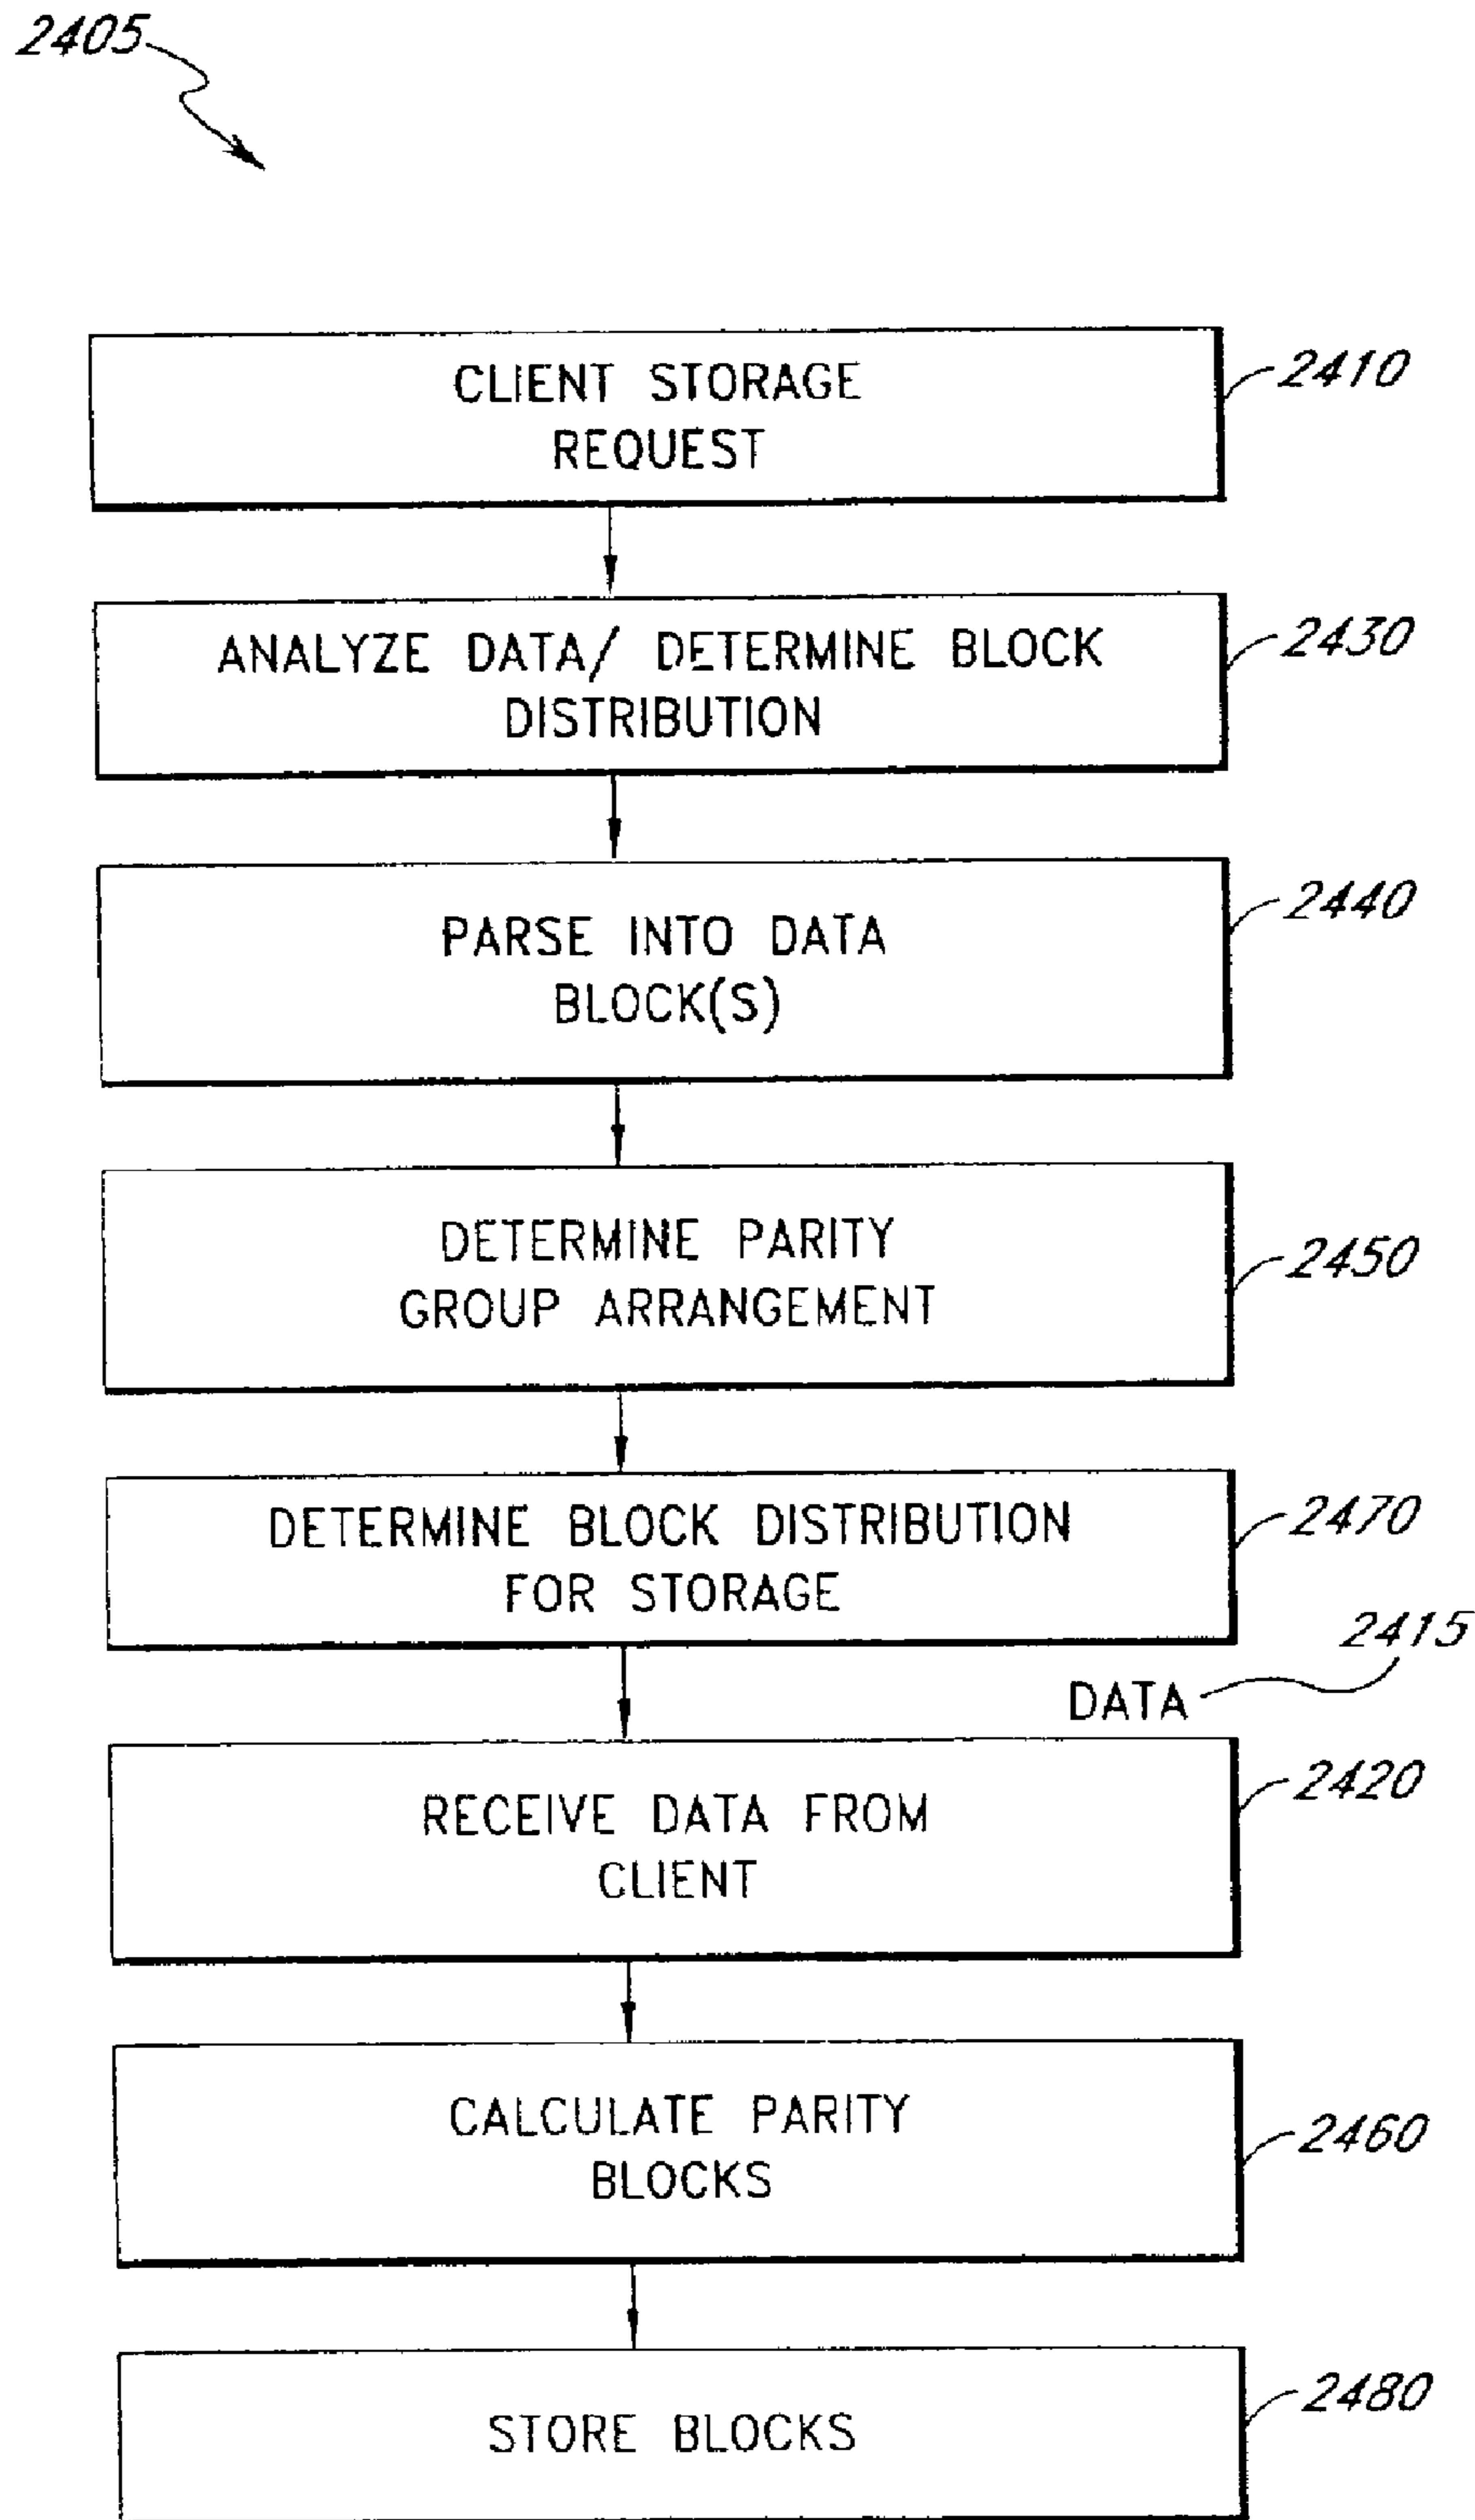 2405
CLIENT STORAGE
REQUEST
2410
ANALYZE DATA/ DETERMINE BLOCK
DISTRIBUTION
2430
PARSE INTO DATA
BLOCK(S)
2440
DETERMINE PARITY
GROUP ARRANGEMENT
2450
DETERMINE BLOCK DISTRIBUTION
FOR STORAGE
2470
2415
DATA
RECEIVE DATA FROM
CLIENT
2420
CALCULATE PARITY
BLOCKS
2460
STORE BLOCKS
2480